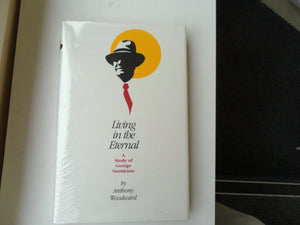 Living
in the
Eternal
A
Study of
George
Santayana
by
Anthony
Woodward